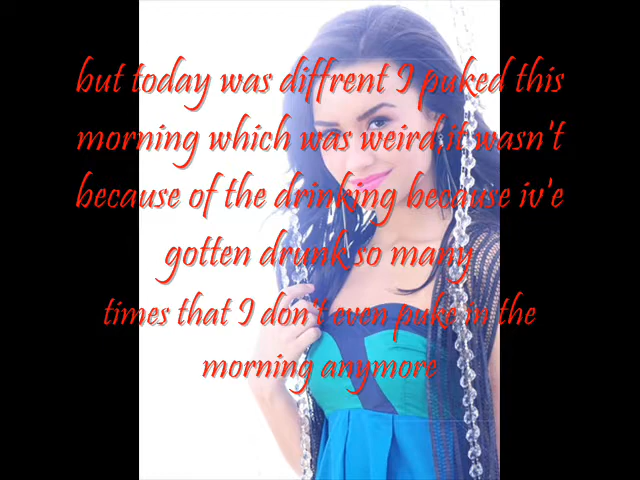 but today was diffrent I puked this
morning which was weird,it wasn't
because of the drinking because iv'e
gotten drunk so many
times that I don't even puke in the
morning anymore